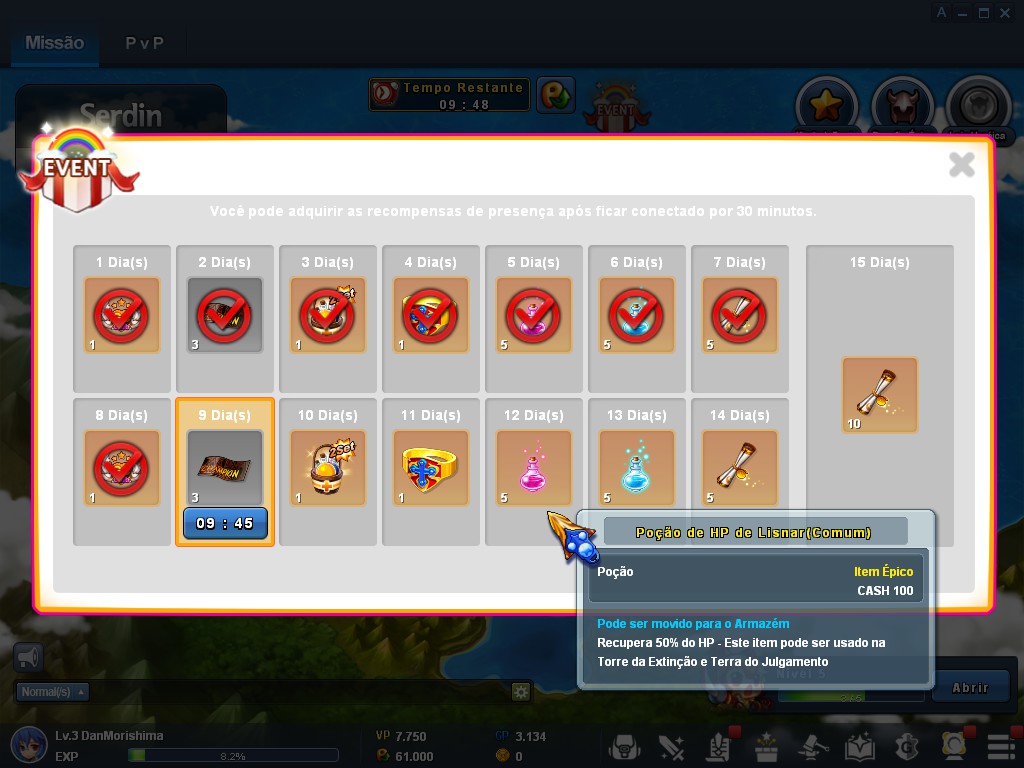 A
Missão
P v P
Serdin
Tempo Restante
09 : 48
EVENT
EVENT
Você pode adquirir as recompensas de presença após ficar conectado por 30 minutos.
1 Dia(s)
2 Dia(s)
3 Dia(s)
4 Dia(s)
5 Dia(s)
6 Dia(s)
7 Dia(s)
15 Dia(s)
1
3
1
1
5
5
5
10
8 Dia(s)
9 Dia(s)
10 Dia(s)
11 Dia(s)
12 Dia(s)
13 Dia(s)
14 Dia(s)
CHAMPION
2Set
1
3
1
1
5
5
5
09 : 45
Poção de HP de Lisnar(Comum)
Poção
Item Épico
CASH 100
Pode ser movido para o Armazém
Recupera 50% do HP - Este item pode ser usado na
Torre da Extinção e Terra do Julgamento
Nível 5
Abrir
Normal(/s)
Lv.3 DanMorishima
EXP
8.2%
VP 7.750
GP 3.134
61.000
0